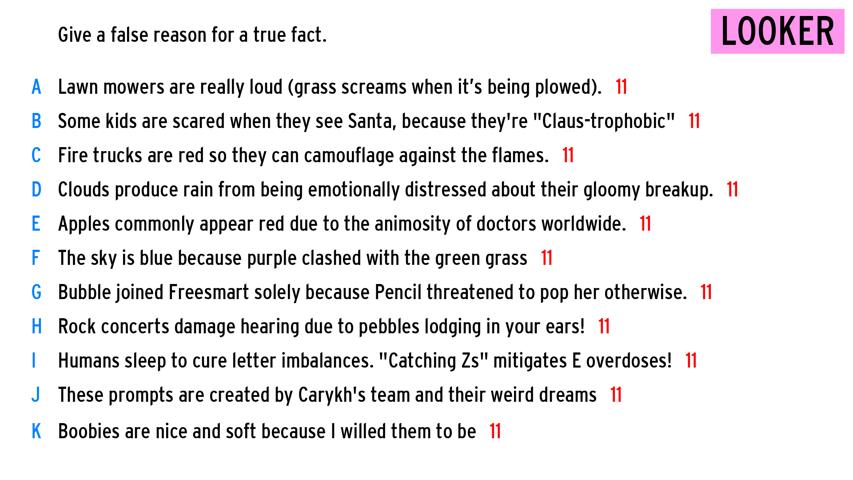 Give a false reason for a true fact.
LOOKER
A Lawn mowers are really loud (grass screams when it's being plowed). 11
B Some kids are scared when they see Santa, because they're "Claus-trophobic" 11
C Fire trucks are red so they can camouflage against the flames. 11
D Clouds produce rain from being emotionally distressed about their gloomy breakup. 11
E Apples commonly appear red due to the animosity of doctors worldwide. 11
F The sky is blue because purple clashed with the green grass 11
G Bubble joined Freesmart solely because Pencil threatened to pop her otherwise. 11
H Rock concerts damage hearing due to pebbles lodging in your ears! 11
I Humans sleep to cure letter imbalances. "Catching Zs" mitigates E overdoses! 11
J These prompts are created by Carykh's team and their weird dreams 11
K Boobies are nice and soft because I willed them to be 11